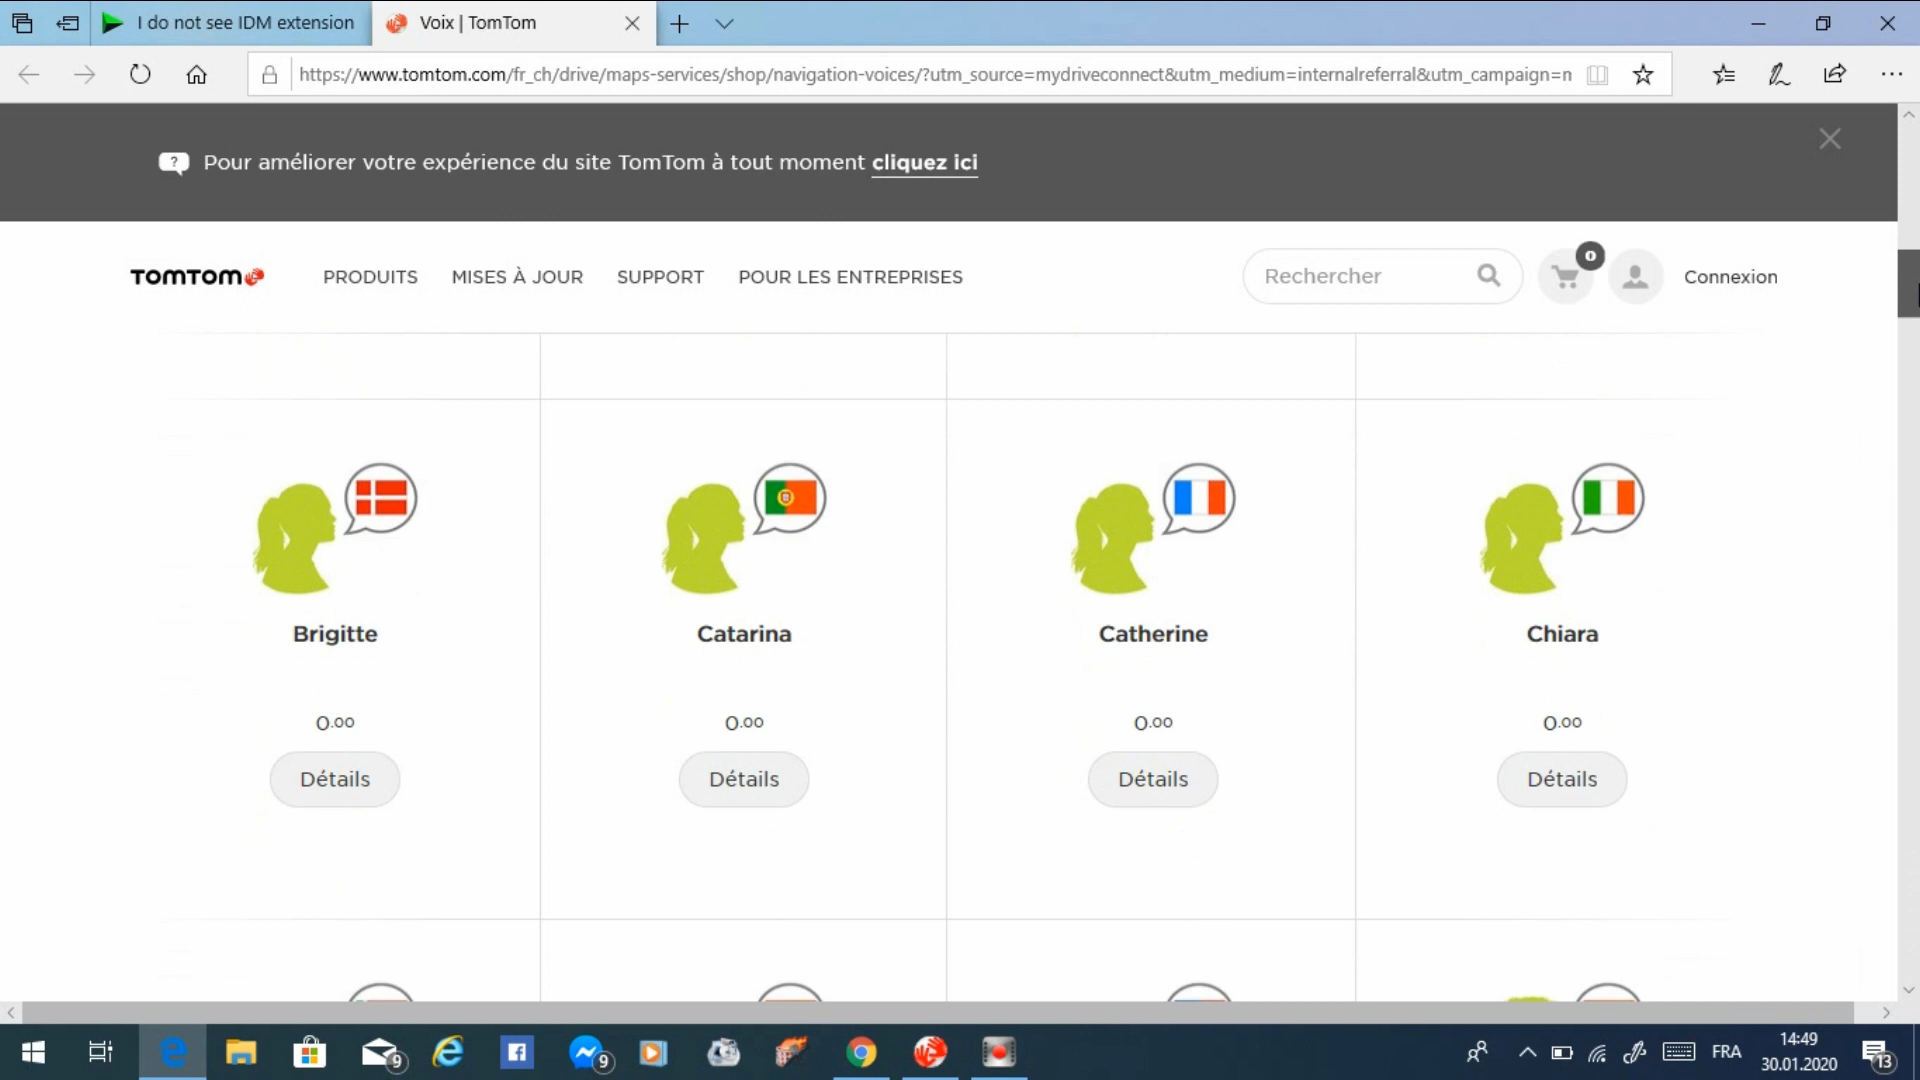 I do not see IDM extension
Voix | TomTom
https://www.tomtom.com/fr_ch/drive/maps-services/shop/navigation-voices/?utm_source=mydriveconnect&utm_medium=internalreferral&utm_campaign=n
? Pour améliorer votre expérience du site TomTom à tout moment cliquez ici
TOMTOM
PRODUITS
MISES À JOUR
SUPPORT
POUR LES ENTREPRISES
Rechercher
0
Connexion
Brigitte
Catarina
Catherine
Chiara
0.00
0.00
0.00
0.00
Détails
Détails
Détails
Détails
9
9
FRA
14:49
30.01.2020
13